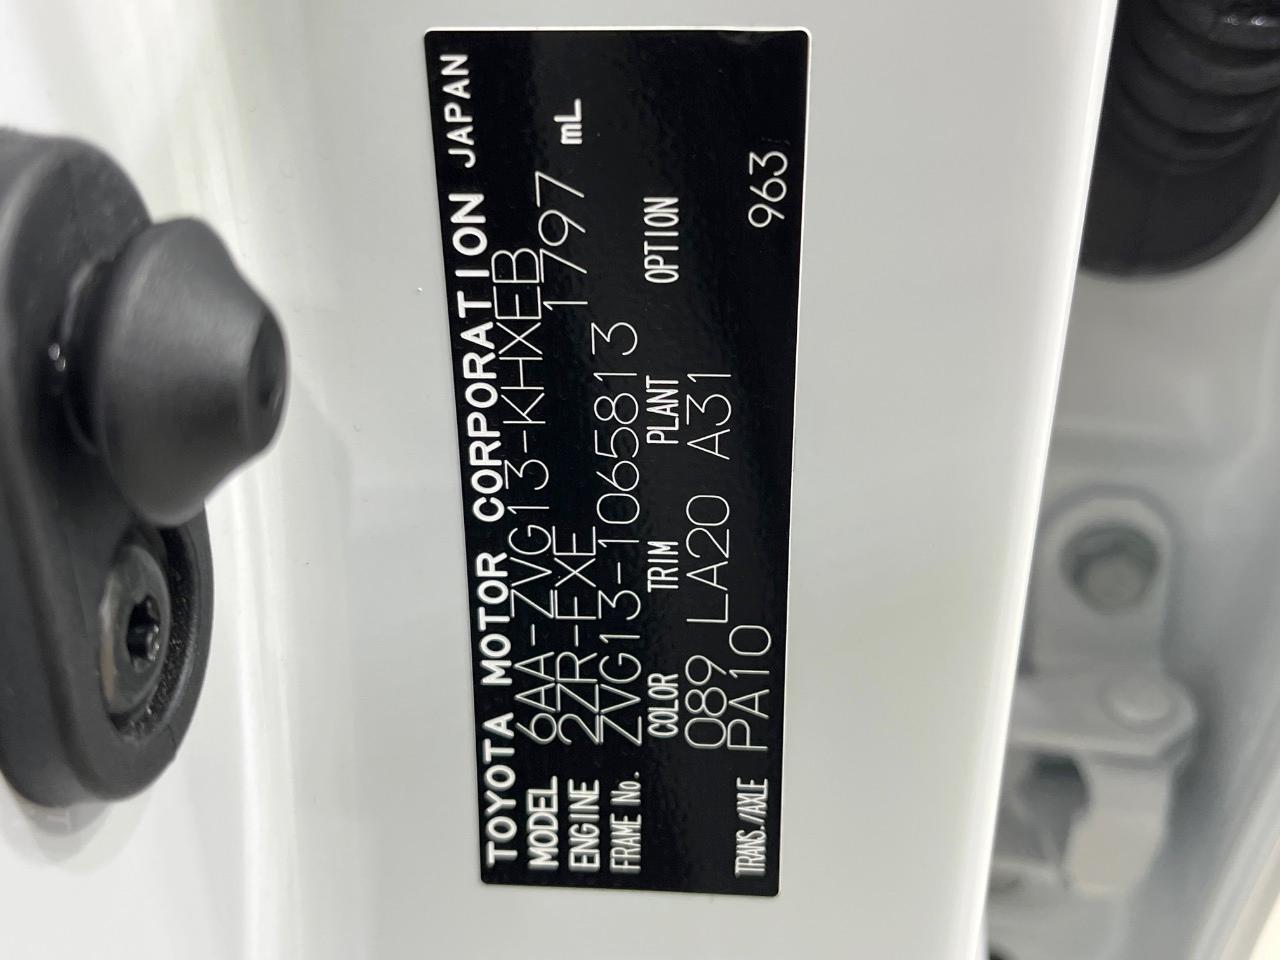 TOYOTA MOTOR CORPORATION JAPAN
MODEL 6AA-ZVG13-KHXEB
ENGINE 2ZR-FXE 1797 mL
FRAME No. ZVG13-1065813
COLOR TRIM PLANT OPTION
089 LA20 A31
TRANS./AXLE PA10 963